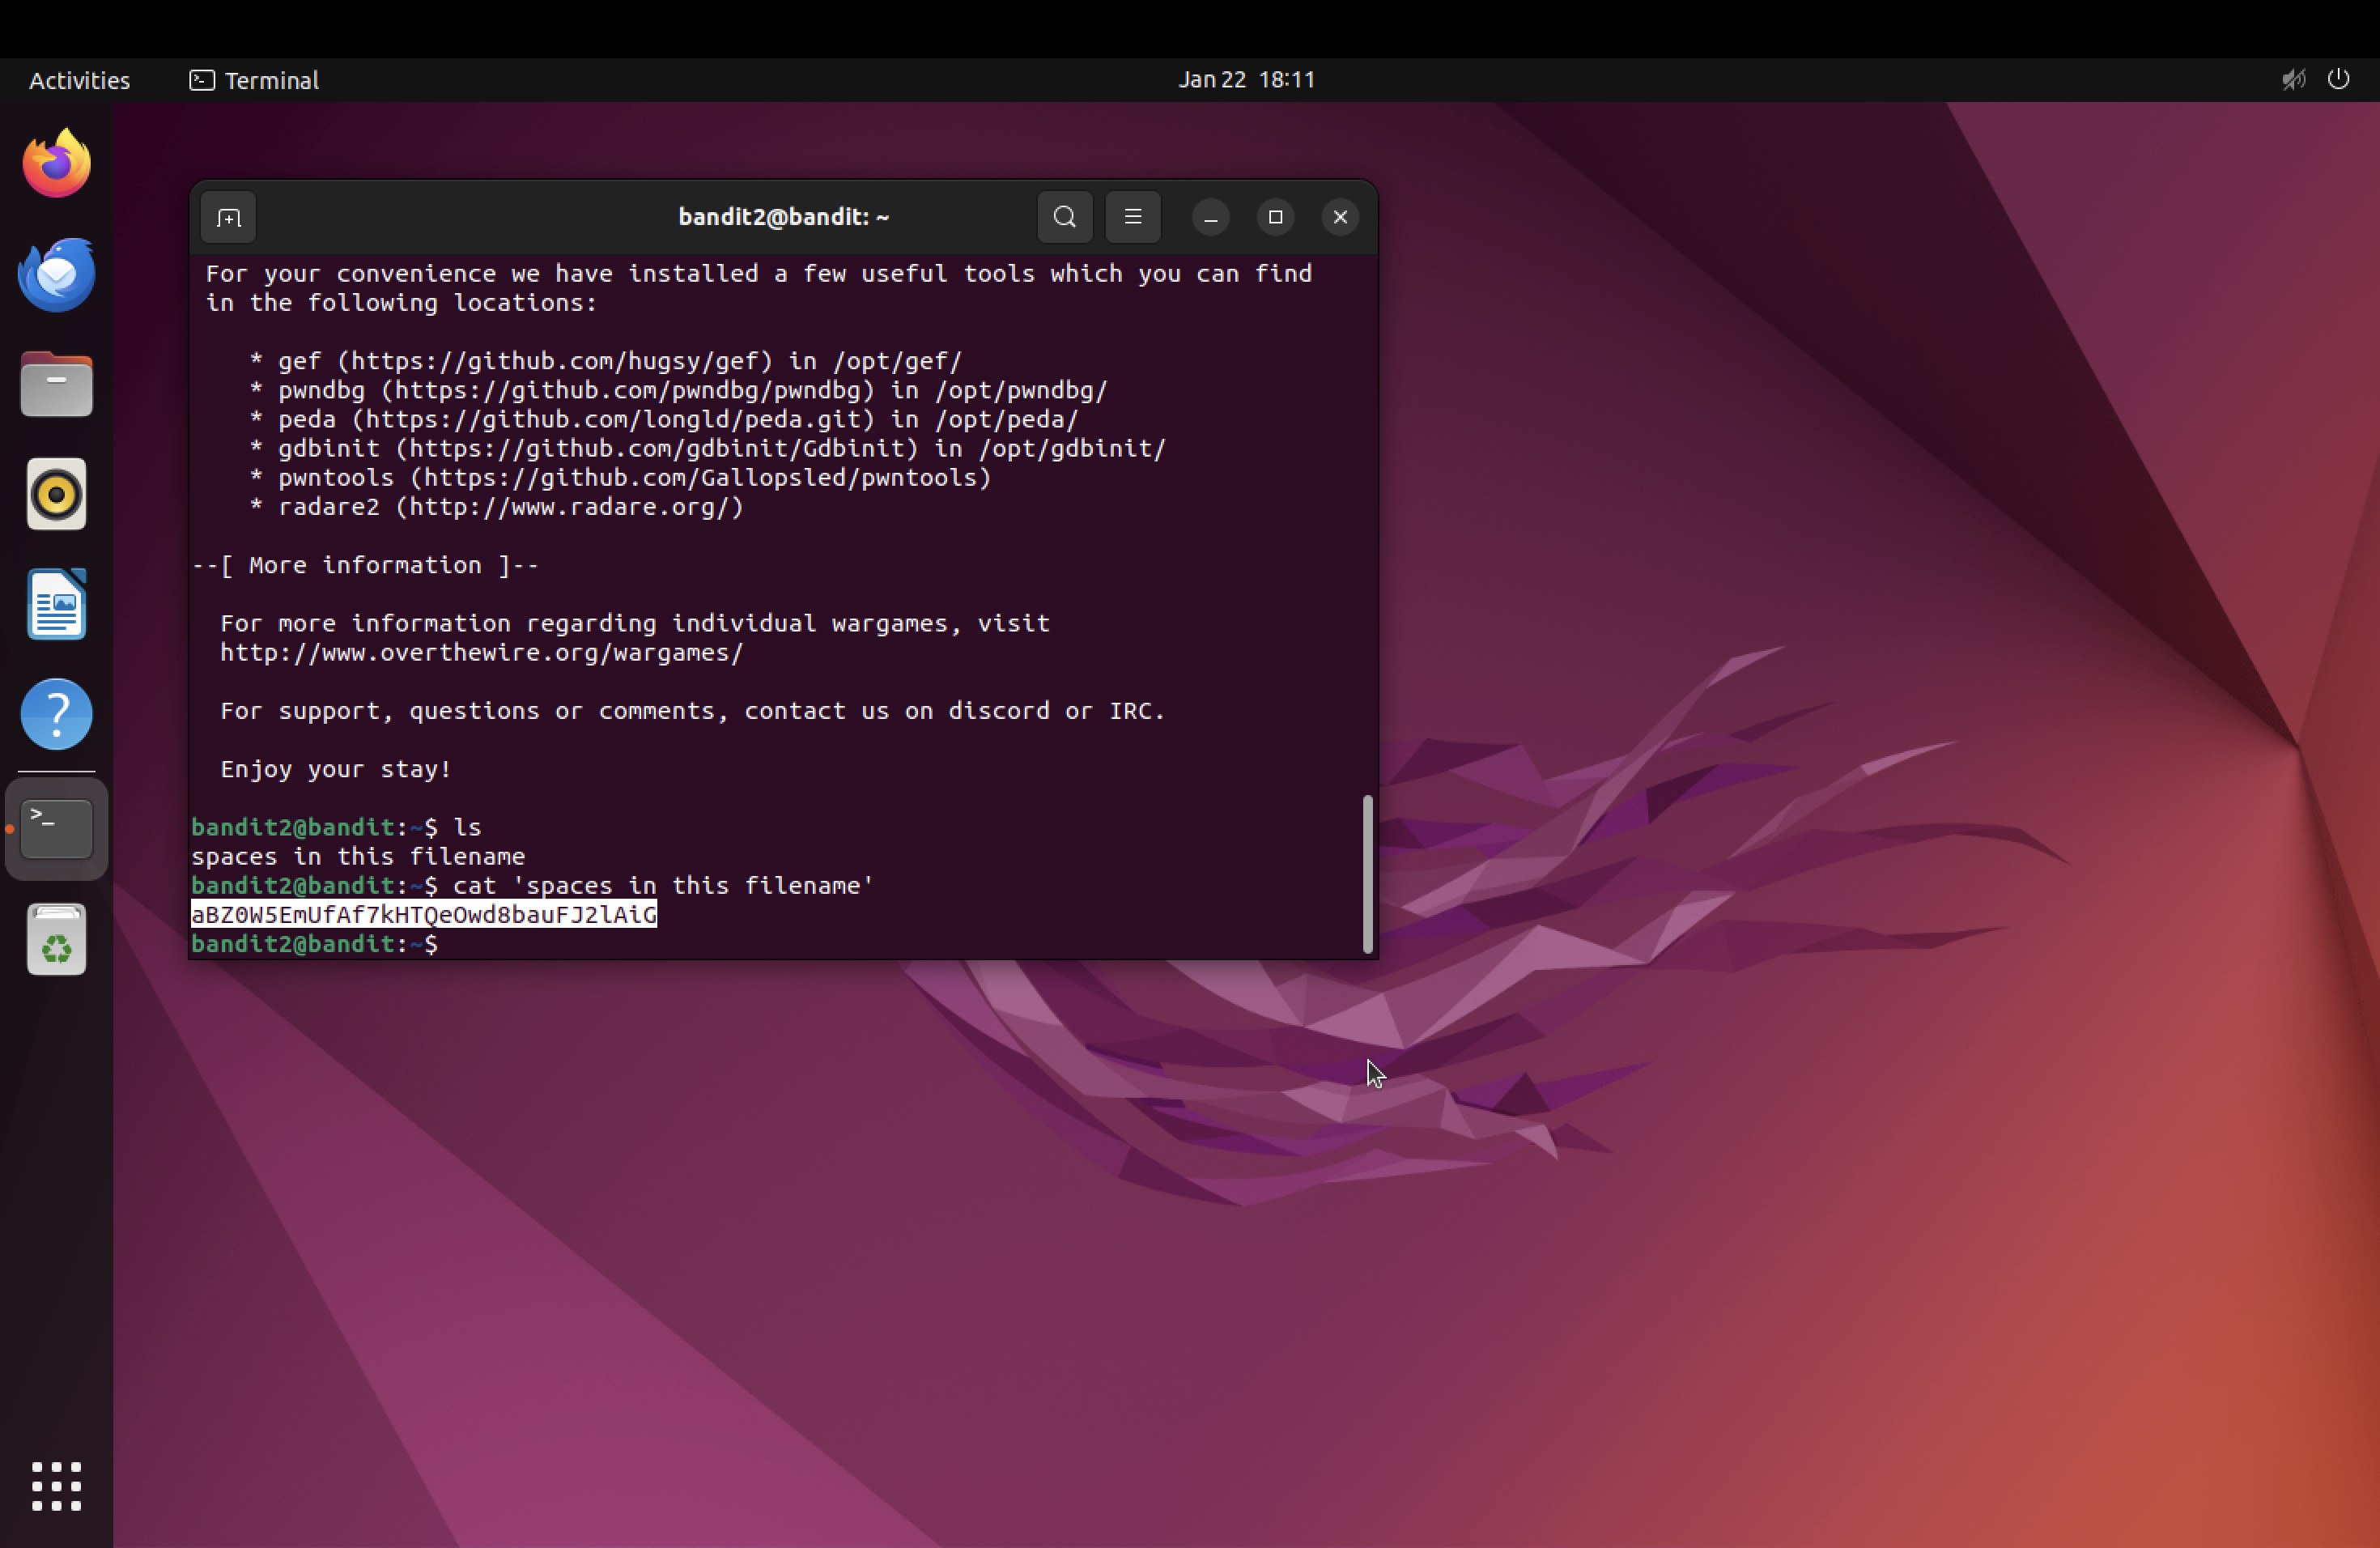 Activities
Terminal
Jan 22 18:11
bandit2@bandit: ~
For your convenience we have installed a few useful tools which you can find
in the following locations:
* gef (https://github.com/hugsy/gef) in /opt/gef/
* pwndbg (https://github.com/pwndbg/pwndbg) in /opt/pwndbg/
* peda (https://github.com/longld/peda.git) in /opt/peda/
* gdbinit (https://github.com/gdbinit/Gdbinit) in /opt/gdbinit/
* pwntools (https://github.com/Gallopsled/pwntools)
* radare2 (http://www.radare.org/)
--[ More information ]--
For more information regarding individual wargames, visit
http://www.overthewire.org/wargames/
For support, questions or comments, contact us on discord or IRC.
Enjoy your stay!
bandit2@bandit:~$ ls
spaces in this filename
bandit2@bandit:~$ cat 'spaces in this filename'
aBZ0W5EmUfAf7kHTQeOwd8bauFJ2lAiG
bandit2@bandit:~$